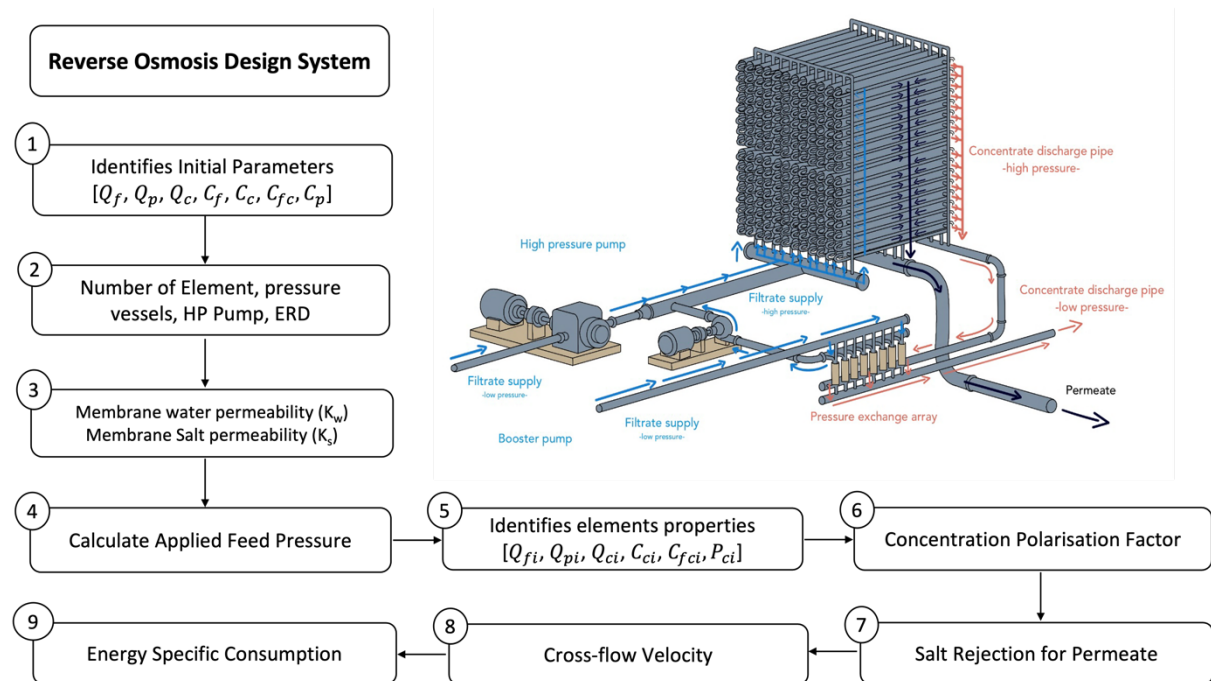 Reverse Osmosis Design System
1
Identifies Initial Parameters
[Q_f, Q_p, Q_c, C_f, C_c, C_fc, C_p]
2
Number of Element, pressure
vessels, HP Pump, ERD
3
Membrane water permeability (K_w)
Membrane Salt permeability (K_s)
4
Calculate Applied Feed Pressure
5
Identifies elements properties
[Q_fi, Q_pi, Q_ci, C_ci, C_fci, P_ci]
6
Concentration Polarisation Factor
7
Salt Rejection for Permeate
8
Cross-flow Velocity
9
Energy Specific Consumption
High pressure pump
Filtrate supply
-low pressure-
Booster pump
Filtrate supply
-high pressure-
Filtrate supply
-low pressure-
Concentrate discharge pipe
-high pressure-
Concentrate discharge pipe
-low pressure-
Pressure exchange array
Permeate